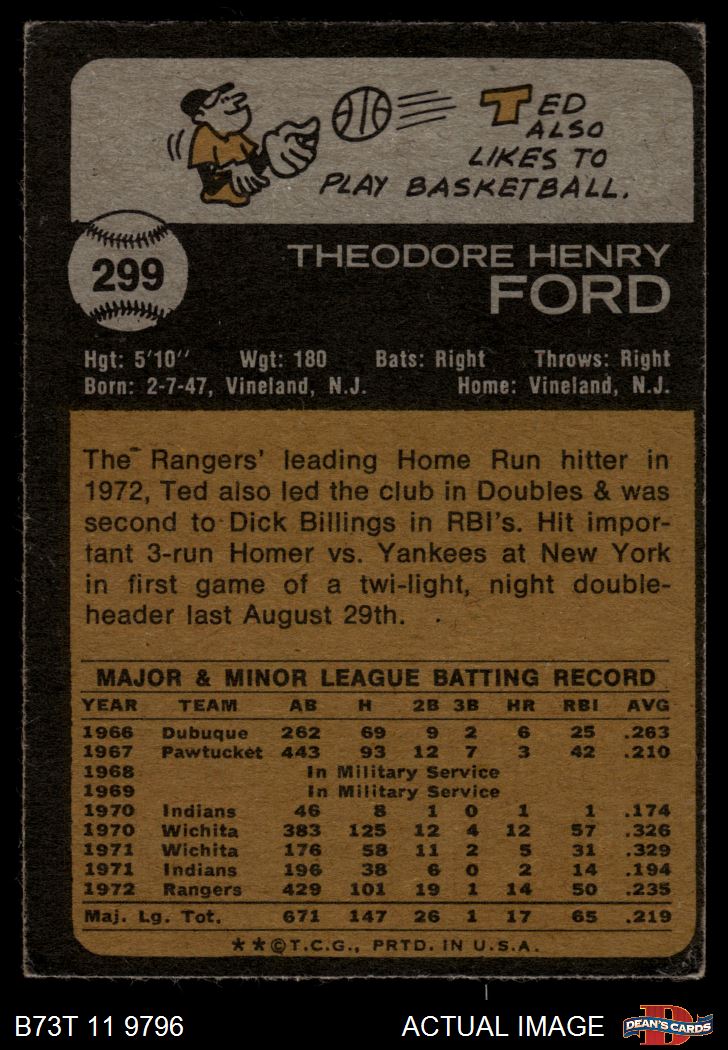 TED
ALSO
LIKES TO
PLAY BASKETBALL.
299
THEODORE HENRY
FORD
Hgt: 5'10'' Wgt: 180 Bats: Right Throws: Right
Born: 2-7-47, Vineland, N.J. Home: Vineland, N.J.
The Rangers' leading Home Run hitter in
1972, Ted also led the club in Doubles & was
second to Dick Billings in RBI's. Hit impor-
tant 3-run Homer vs. Yankees at New York
in first game of a twi-light, night double-
header last August 29th.
MAJOR & MINOR LEAGUE BATTING RECORD
YEAR TEAM AB H 2B 3B HR RBI AVG
1966 Dubuque 262 69 9 2 6 25 .263
1967 Pawtucket 443 93 12 7 3 42 .210
1968 In Military Service
1969 In Military Service
1970 Indians 46 8 1 0 1 1 .174
1970 Wichita 383 125 12 4 12 57 .326
1971 Wichita 176 58 11 2 5 31 .329
1971 Indians 196 38 6 0 2 14 .194
1972 Rangers 429 101 19 1 14 50 .235
Maj. Lg. Tot. 671 147 26 1 17 65 .219
**©T.C.G., PRTD. IN U.S.A.
B73T 11 9796 ACTUAL IMAGE
D
DEAN'S CARDS